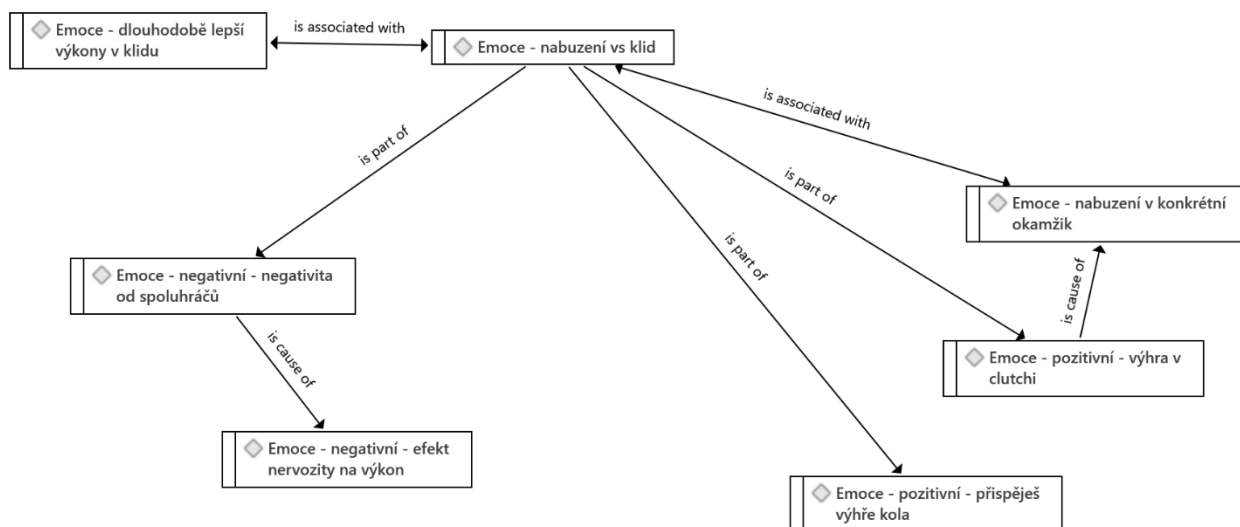 Emoce - dlouhodobě lepší
výkony v klidu
is associated with
Emoce - nabuzení vs klid
is associated with
is part of
is part of
is part of
Emoce - nabuzení v konkrétní
okamžik
Emoce - negativní - negativita
od spoluhráčů
is cause of
is cause of
Emoce - pozitivní - výhra v
clutchi
Emoce - negativní - efekt
nervozity na výkon
Emoce - pozitivní - přispěješ
výhře kola